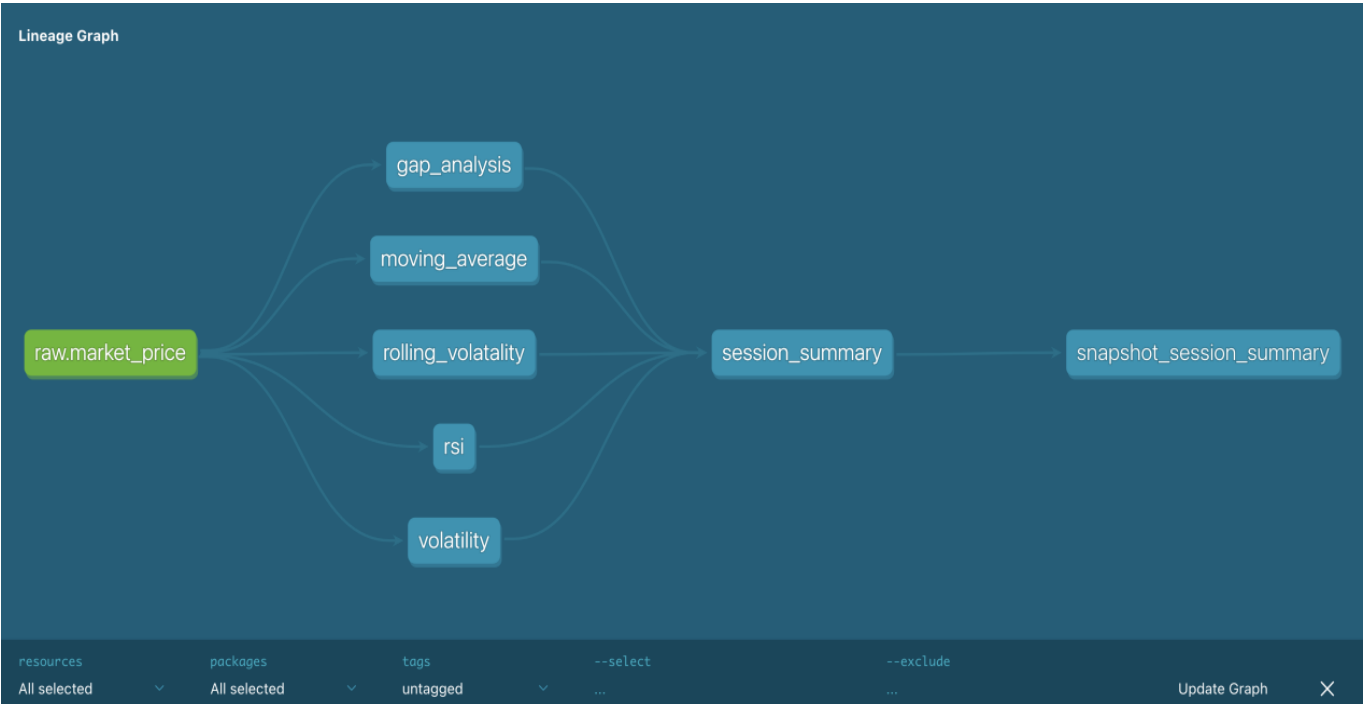 Lineage Graph
gap_analysis
moving_average
raw.market_price
rolling_volatality
session_summary
snapshot_session_summary
rsi
volatility
resources
packages
tags
--select
--exclude
All selected
All selected
untagged
...
...
Update Graph